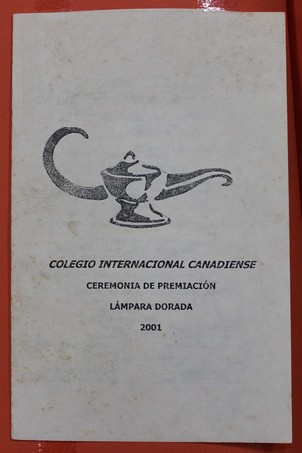 COLEGIO INTERNACIONAL CANADIENSE
CEREMONIA DE PREMIACIÓN
LÁMPARA DORADA
2001